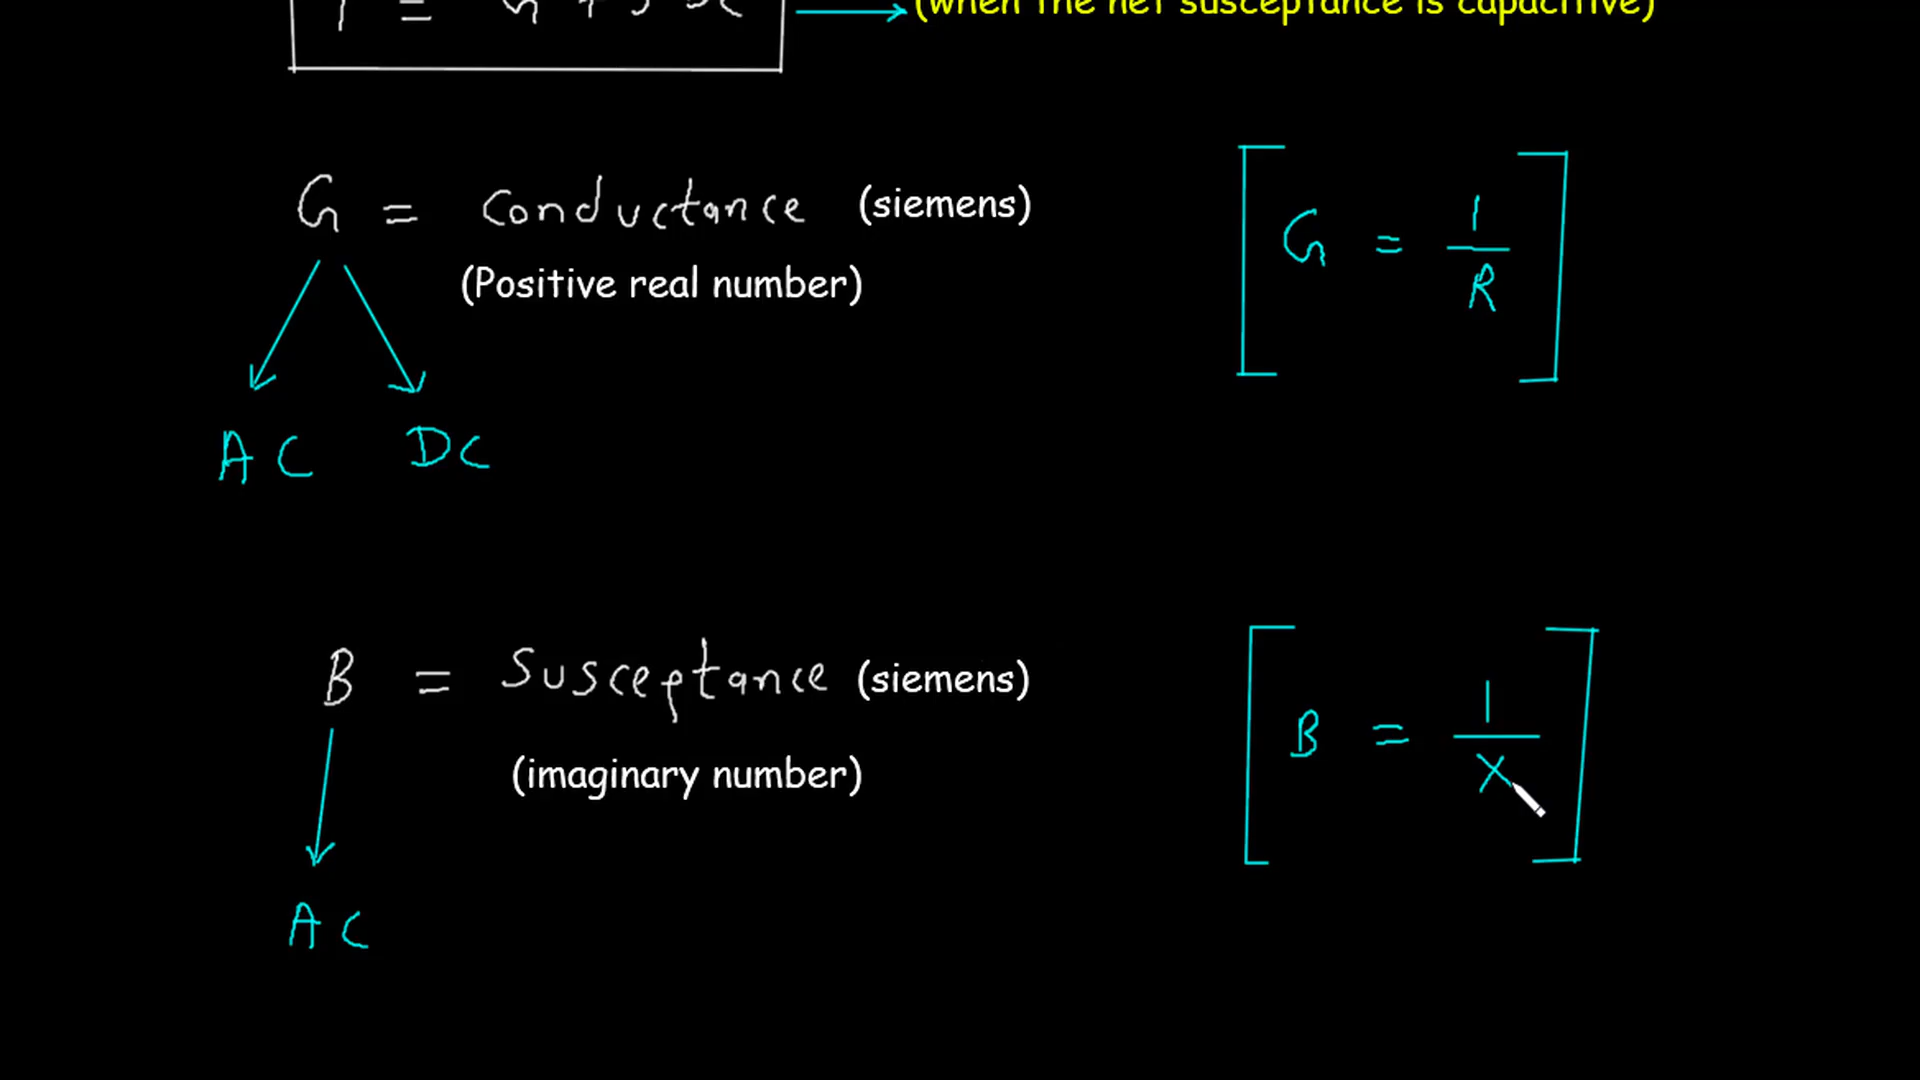 (when the net susceptance is capacitive)
G = Conductance (siemens)
(Positive real number)
AC DC
G = 1/R
B = Susceptance (siemens)
(imaginary number)
AC
B = 1/X